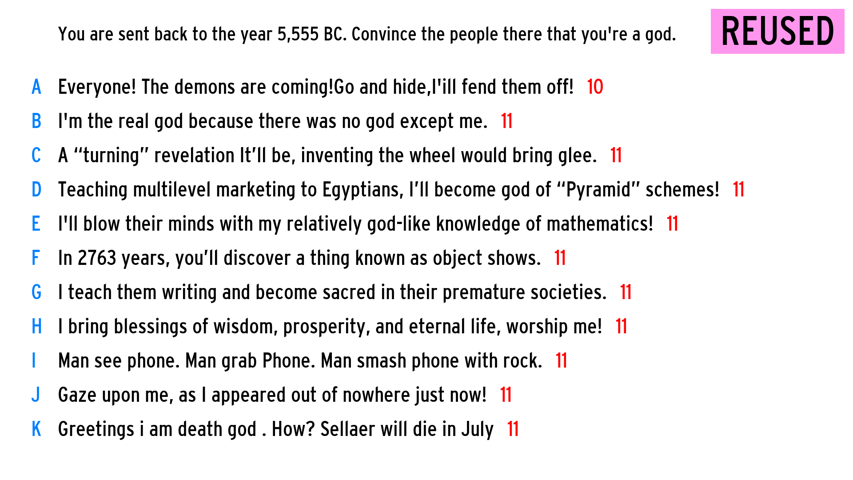 You are sent back to the year 5,555 BC. Convince the people there that you're a god. REUSED
A Everyone! The demons are coming!Go and hide,I'ill fend them off! 10
B I'm the real god because there was no god except me. 11
C A “turning” revelation It’ll be, inventing the wheel would bring glee. 11
D Teaching multilevel marketing to Egyptians, I’ll become god of “Pyramid” schemes! 11
E I'll blow their minds with my relatively god-like knowledge of mathematics! 11
F In 2763 years, you’ll discover a thing known as object shows. 11
G I teach them writing and become sacred in their premature societies. 11
H I bring blessings of wisdom, prosperity, and eternal life, worship me! 11
I Man see phone. Man grab Phone. Man smash phone with rock. 11
J Gaze upon me, as I appeared out of nowhere just now! 11
K Greetings i am death god . How? Sellaer will die in July 11